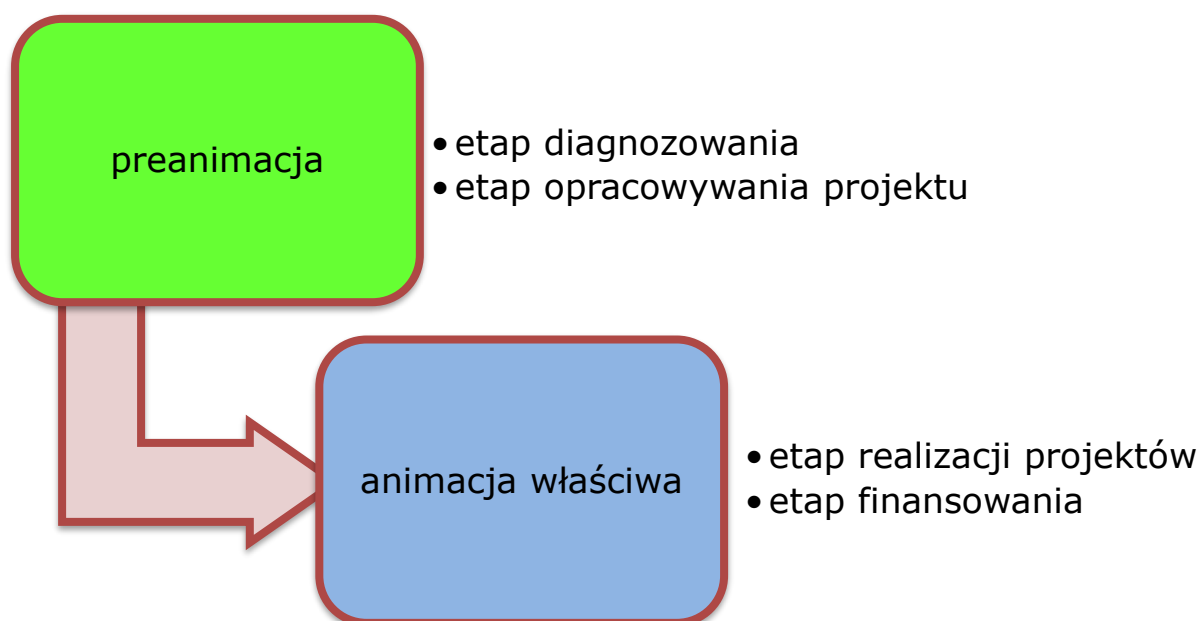 preanimacja
• etap diagnozowania
• etap opracowywania projektu
animacja właściwa
• etap realizacji projektów
• etap finansowania